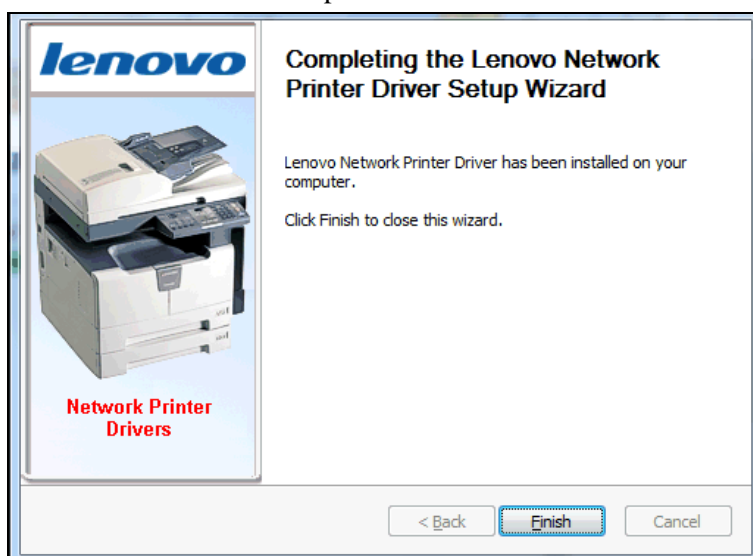 lenovo
Completing the Lenovo Network
Printer Driver Setup Wizard
Lenovo Network Printer Driver has been installed on your
computer.
Click Finish to close this wizard.
Network Printer
Drivers
< Back
Finish
Cancel